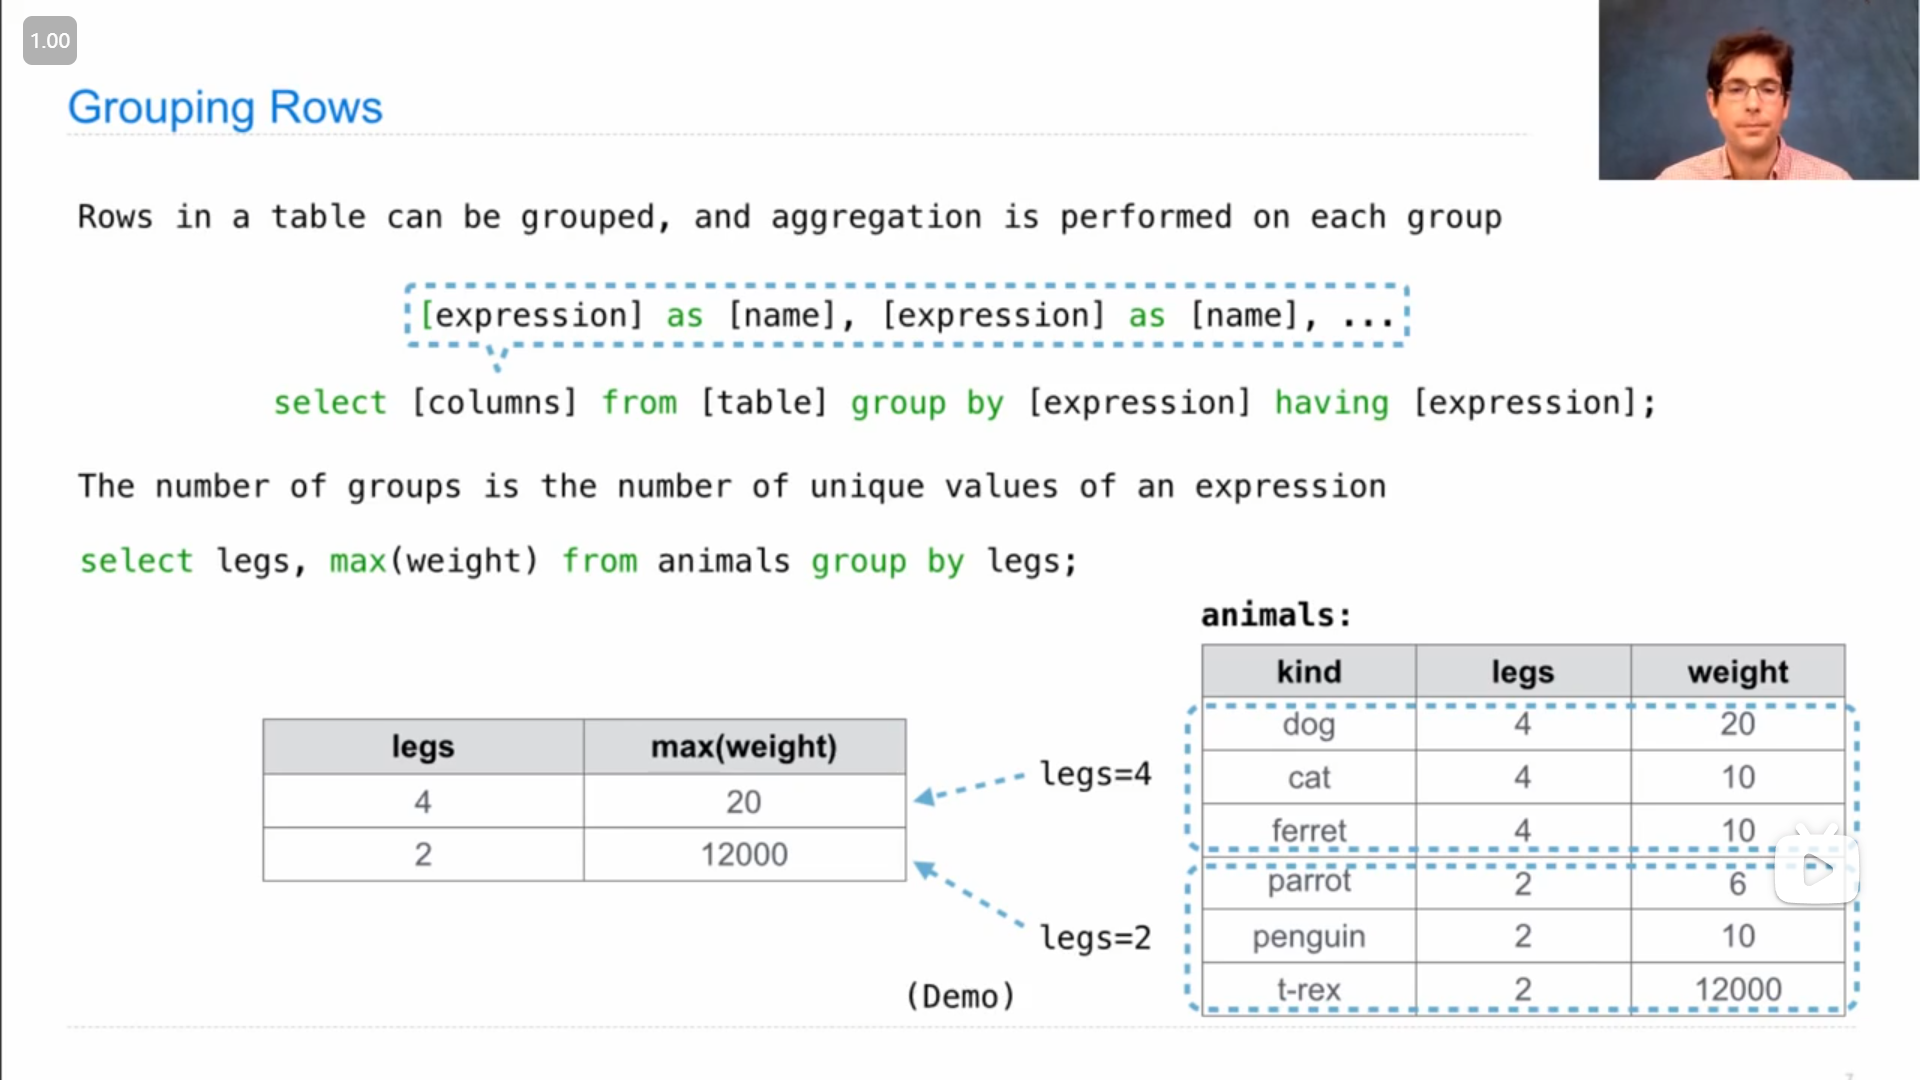 1.00
Grouping Rows
Rows in a table can be grouped, and aggregation is performed on each group
[expression] as [name], [expression] as [name], ...
select [columns] from [table] group by [expression] having [expression];
The number of groups is the number of unique values of an expression
select legs, max(weight) from animals group by legs;
animals:
kind legs weight
dog 4 20
cat 4 10
ferret 4 10
parrot 2 6
penguin 2 10
t-rex 2 12000
legs max(weight)
4 20
2 12000
legs=4
legs=2
(Demo)